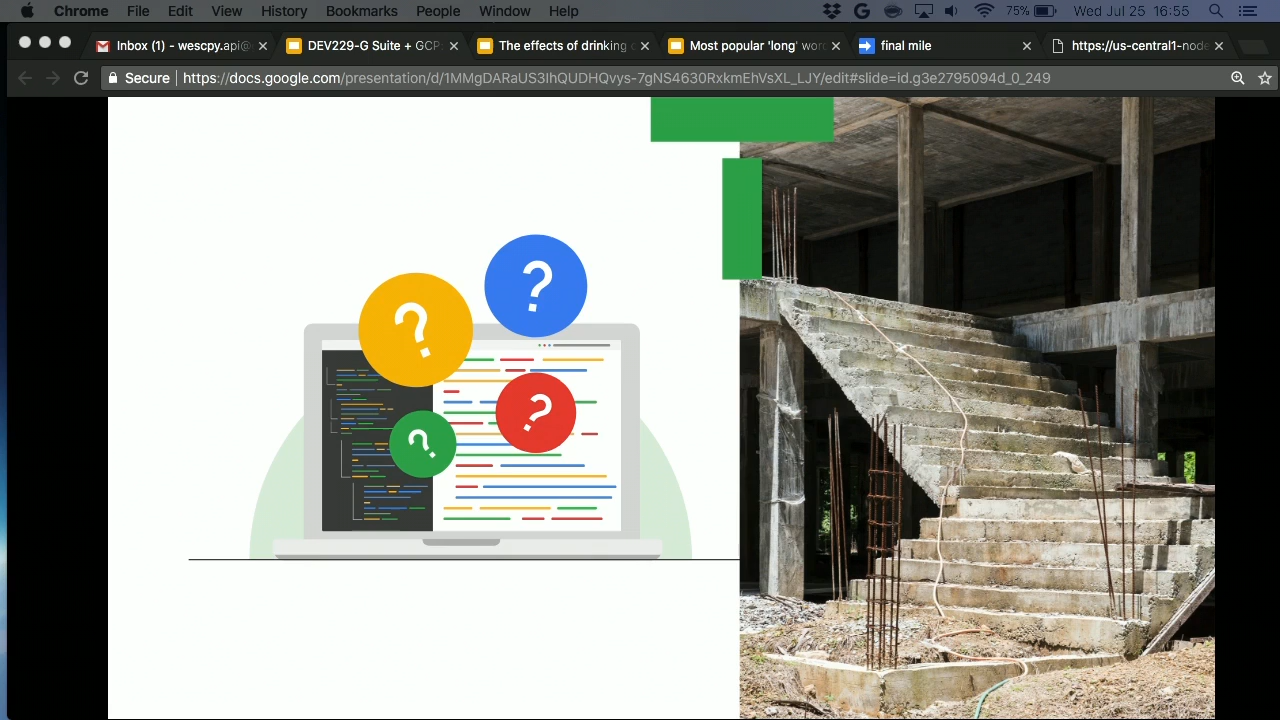 Chrome File Edit View History Bookmarks People Window Help 75% Wed Jul 25 16:55
Inbox (1) - wescpy.api@ DEV229-G Suite + GCP The effects of drinking Most popular 'long' wor final mile https://us-central1-node
Secure https://docs.google.com/presentation/d/1MMgDARaUS3IhQUDHQvys-7gNS4630RxkmEhVsXL_LJY/edit#slide=id.g3e2795094d_0_249
? ?
? ?